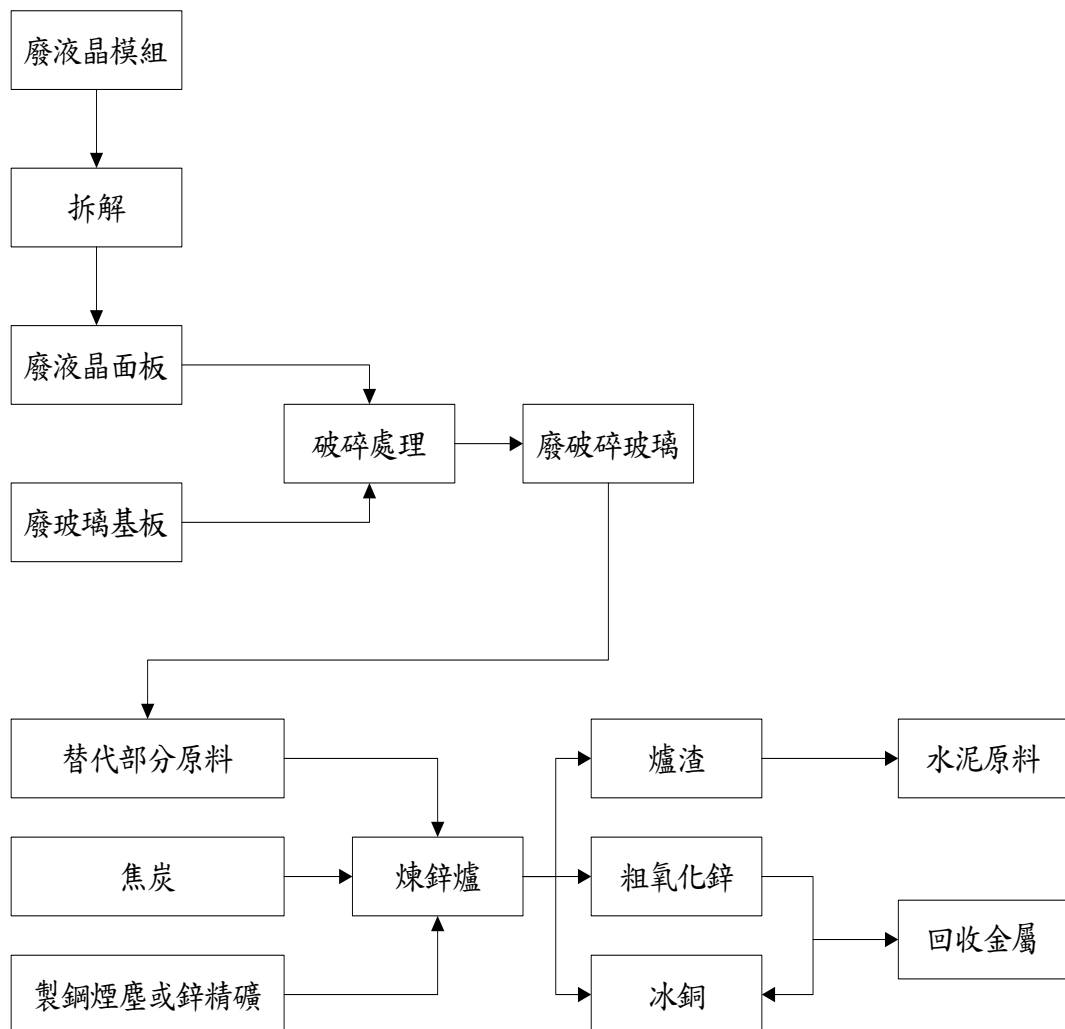 廢液晶模組
拆解
廢液晶面板
破碎處理
廢破碎玻璃
廢玻璃基板
替代部分原料
爐渣
水泥原料
焦炭
煉鋅爐
粗氧化鋅
回收金屬
製鋼煙塵或鋅精礦
冰銅